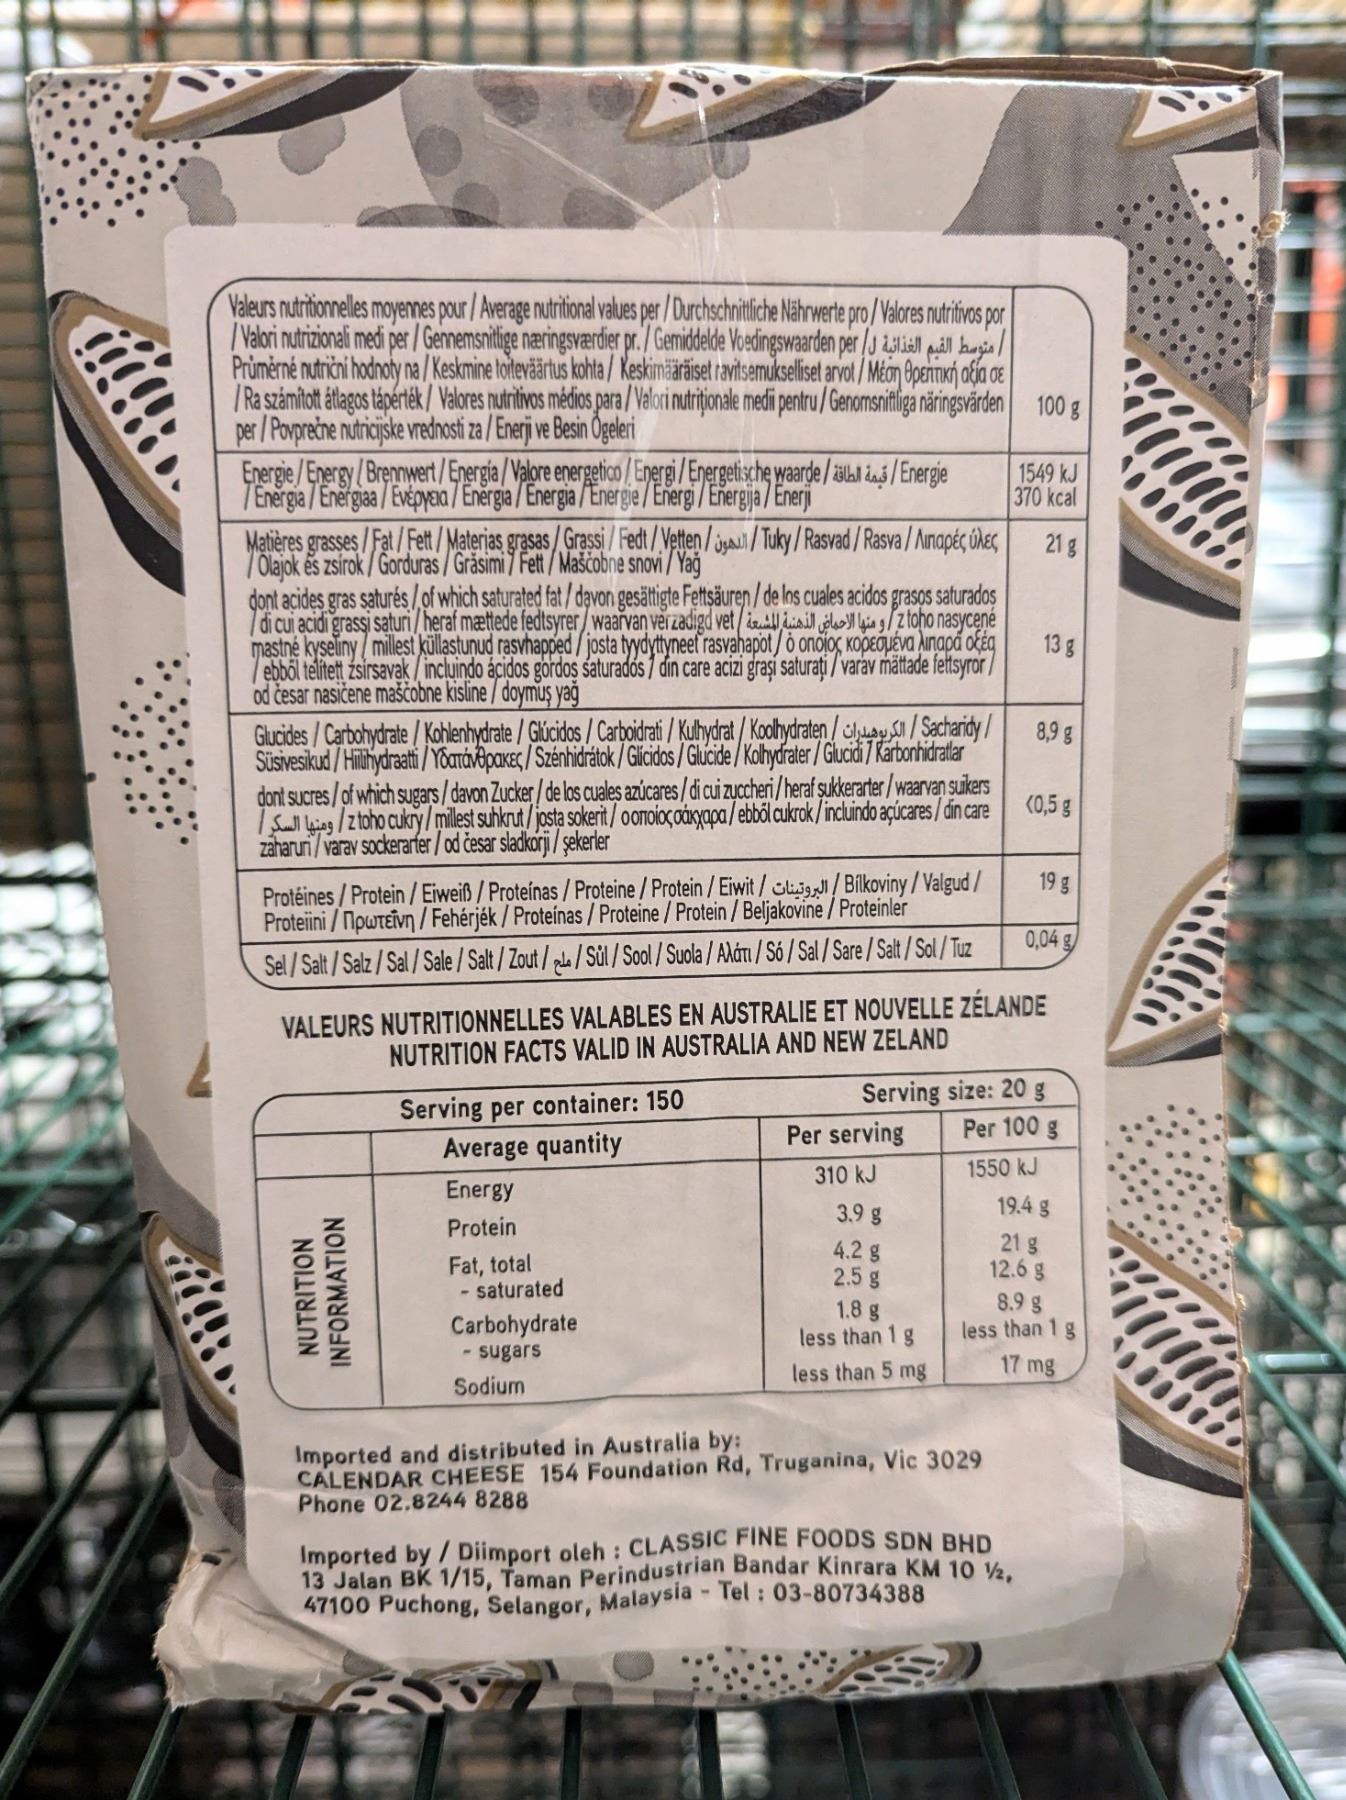 Valeurs nutritionnelles moyennes pour / Average nutritional values per / Durchschnittliche Nährwerte pro / Valores nutritivos por
/ Valori nutrizionali medi per / Gennemsnitlige næringsværdier pr. / Gemiddelde Voedingswaarden per / متوسط القيم الغذائية لـ /
Průměrné nutriční hodnoty na / Keskmine toiteväärtus kohta / Keskimääräiset ravitsemukselliset arvot / Μέση θρεπτική αξία σε
/ Ra számított átlagos tápérték / Valores nutritivos médios para / Valori nutriționale medii pentru / Genomsnittliga näringsvärden
per / Povprečne nutricijske vrednosti za / Enerji ve Besin Ögeleri
100 g
Energie / Energy / Brennwert / Energía / Valore energetico / Energi / Energetische waarde / قيمة الطاقة / Energie
/ Energia / Energiaa / Ενέργεια / Energia / Energia / Energie / Energi / Energija / Enerji
1549 kJ
370 kcal
Matières grasses / Fat / Fett / Materias grasas / Grassi / Fedt / Vetten / الدهون / Tuky / Rasvad / Rasva / Λιπαρές ύλες
/ Olajok és zsírok / Gorduras / Grăsimi / Fett / Maščobne snovi / Yağ
21 g
dont acides gras saturés / of which saturated fat / davon gesättigte Fettsäuren / de los cuales acidos grasos saturados
/ di cui acidi grassi saturi / heraf mættede fedtsyrer / waarvan verzadigd vet / و منها الاحماض الذهنية المشبعة / z toho nasycené
mastné kyseliny / millest küllastunud rasvhapped / josta tyydyttyneet rasvahapot / ό οποίος κορεσμένα λιπαρά οξέα
/ ebből telített zsírsavak / incluindo ácidos gordos saturados / din care acizi grași saturați / varav mättade fettsyror /
od česar nasičene maščobne kisline / doymuş yağ
13 g
Glucides / Carbohydrate / Kohlenhydrate / Glúcidos / Carboidrati / Kulhydrat / Koolhydraten / الكربوهيدرات / Sacharidy /
Süsivesikud / Hiilihydraatti / Υδατάνθρακες / Szénhidrátok / Glicidos / Glucide / Kolhydrater / Glucidi / Karbonhidratlar
8,9 g
dont sucres / of which sugars / davon Zucker / de los cuales azúcares / di cui zuccheri / heraf sukkerarter / waarvan suikers
/ ومنها السكر / z toho cukry / millest suhkrut / josta sokerit / ο οποίος σάκχαρα / ebből cukrok / incluindo açúcares / din care
zaharuri / varav sockerarter / od česar sladkorji / şekerler
<0,5 g
Protéines / Protein / Eiweiß / Proteínas / Proteine / Protein / Eiwit / البروتينات / Bílkoviny / Valgud /
Proteiini / Πρωτεΐνη / Fehérjék / Proteínas / Proteine / Protein / Beljakovine / Proteinler
19 g
Sel / Salt / Salz / Sal / Sale / Salt / Zout / ملح / Sůl / Sool / Suola / Αλάτι / Só / Sal / Sare / Salt / Sol / Tuz
0,04 g
VALEURS NUTRITIONNELLES VALABLES EN AUSTRALIE ET NOUVELLE ZÉLANDE
NUTRITION FACTS VALID IN AUSTRALIA AND NEW ZELAND
Serving per container: 150 Serving size: 20 g
Average quantity Per serving Per 100 g
NUTRITION
INFORMATION
Energy 310 kJ 1550 kJ
Protein 3.9 g 19.4 g
Fat, total 4.2 g 21 g
- saturated 2.5 g 12.6 g
Carbohydrate 1.8 g 8.9 g
- sugars less than 1 g less than 1 g
Sodium less than 5 mg 17 mg
Imported and distributed in Australia by:
CALENDAR CHEESE 154 Foundation Rd, Truganina, Vic 3029
Phone 02.8244 8288
Imported by / Diimport oleh : CLASSIC FINE FOODS SDN BHD
13 Jalan BK 1/15, Taman Perindustrian Bandar Kinrara KM 10 ½,
47100 Puchong, Selangor, Malaysia - Tel : 03-80734388